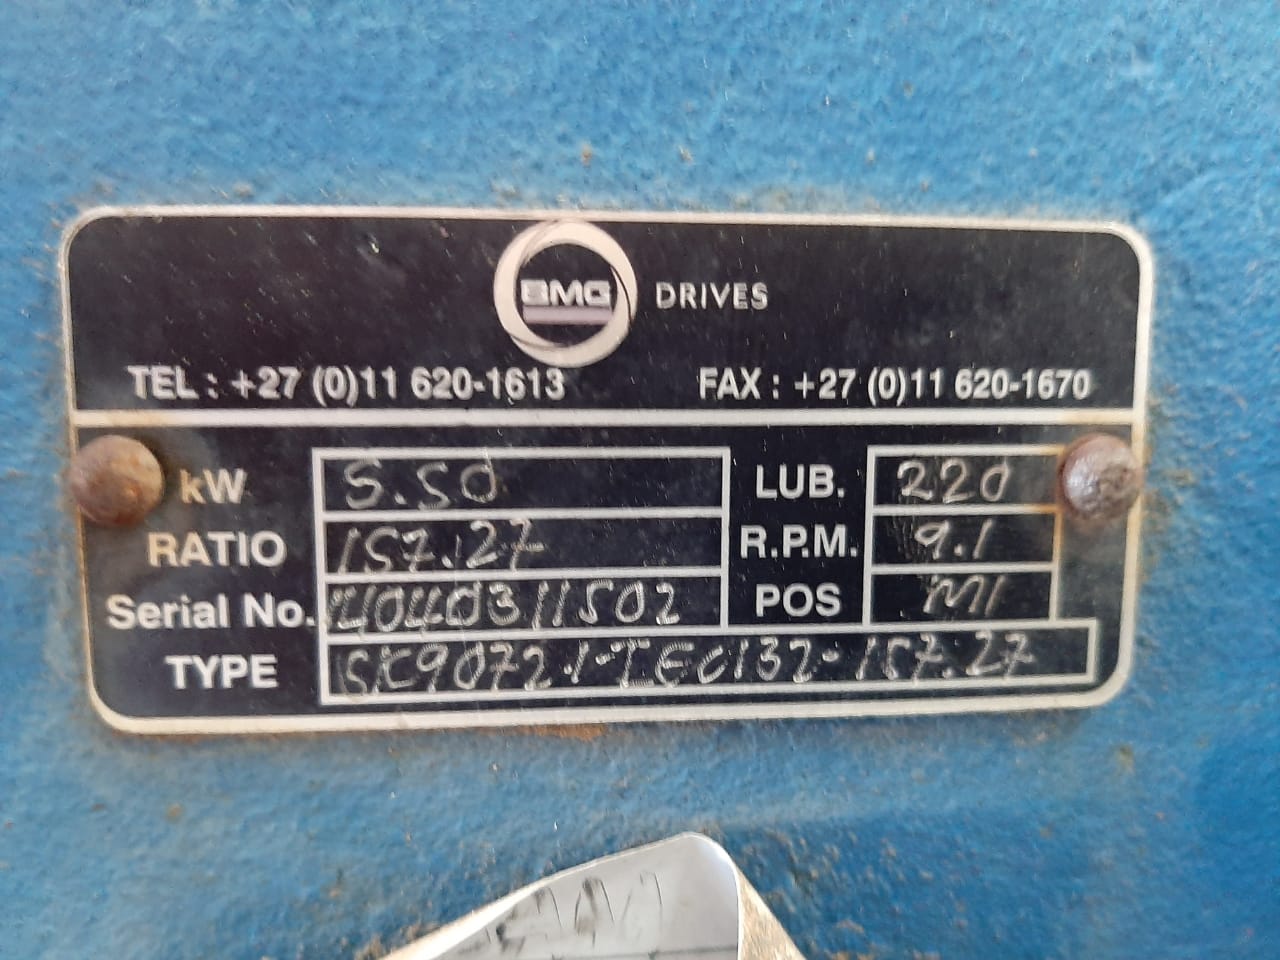 BMG DRIVES
TEL : +27 (0)11 620-1613 FAX : +27 (0)11 620-1670
kW 5.50 LUB. 220
RATIO 157.27 R.P.M. 9.1
Serial No. 4040311502 POS M1
TYPE SK9072.1-IEC132-157.27